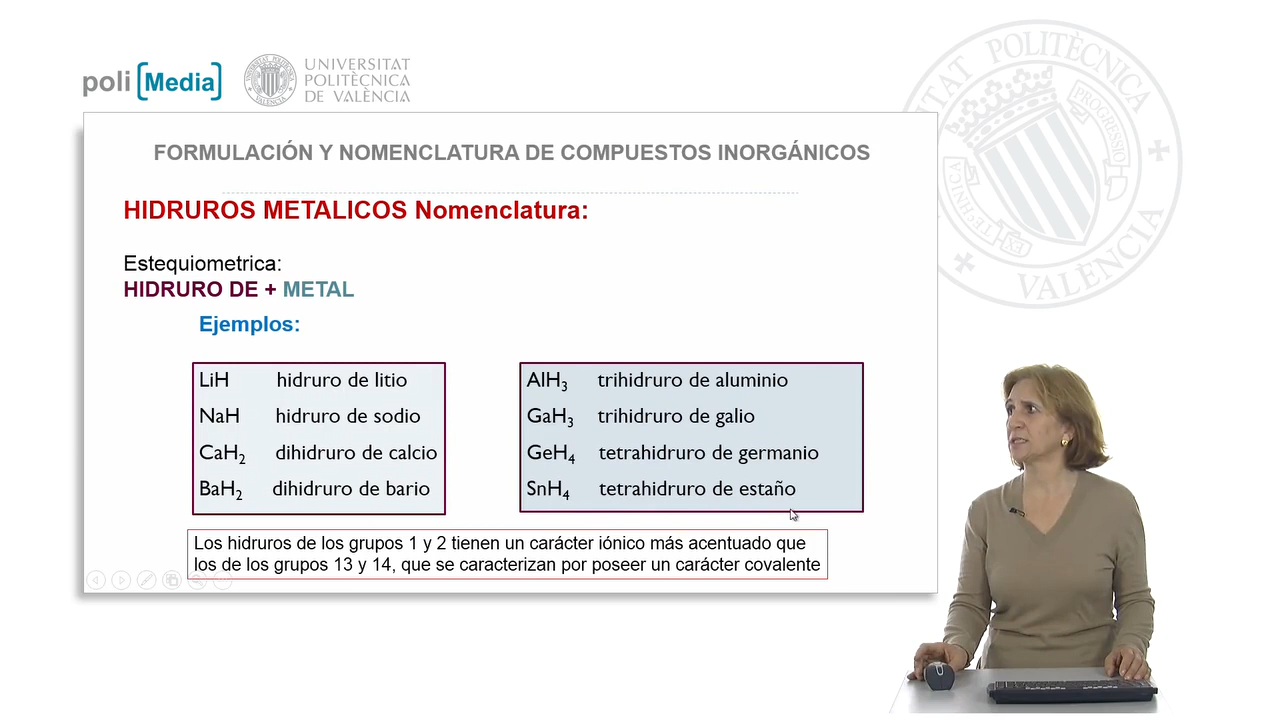 poli [Media]
UNIVERSITAT
POLITÈCNICA
DE VALÈNCIA
POLITÈCNICA
PROGRESSIO
VALÈNCIA
FORMULACIÓN Y NOMENCLATURA DE COMPUESTOS INORGÁNICOS
HIDRUROS METALICOS Nomenclatura:
Estequiometrica:
HIDRURO DE + METAL
Ejemplos:
LiH hidruro de litio
NaH hidruro de sodio
CaH₂ dihidruro de calcio
BaH₂ dihidruro de bario
AlH₃ trihidruro de aluminio
GaH₃ trihidruro de galio
GeH₄ tetrahidruro de germanio
SnH₄ tetrahidruro de estaño
Los hidruros de los grupos 1 y 2 tienen un carácter iónico más acentuado que
los de los grupos 13 y 14, que se caracterizan por poseer un carácter covalente